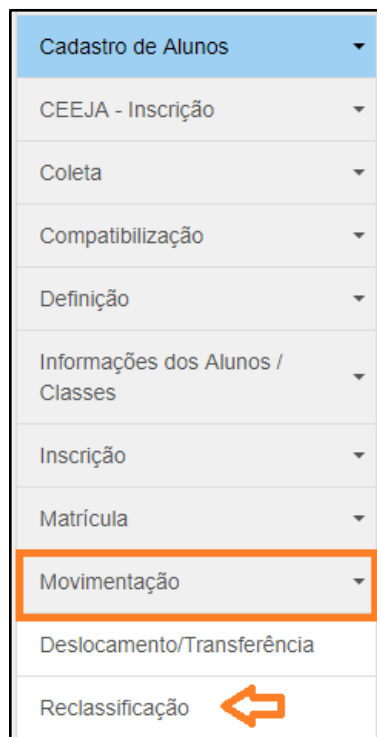 Cadastro de Alunos
CEEJA - Inscrição
Coleta
Compatibilização
Definição
Informações dos Alunos /
Classes
Inscrição
Matrícula
Movimentação
Deslocamento/Transferência
Reclassificação